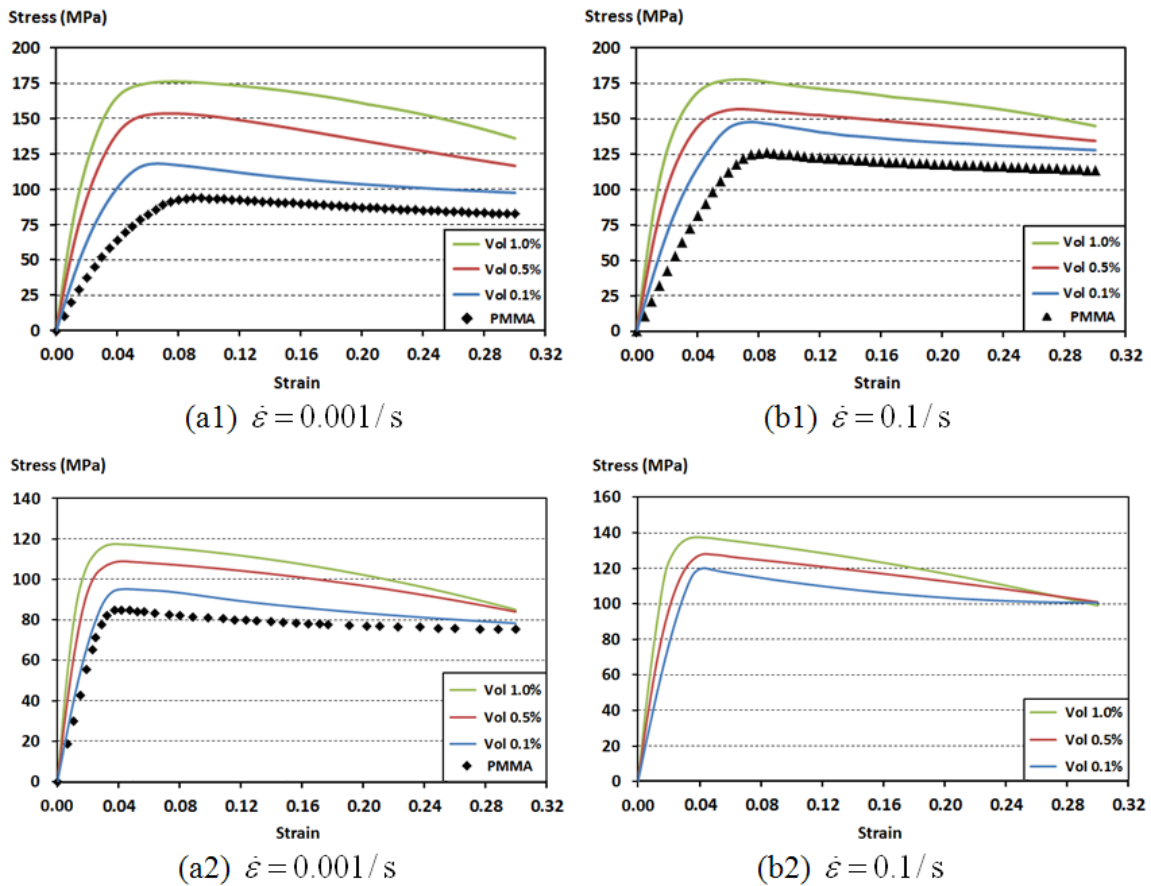 Stress (MPa)
200
175
150
125
100
75
50
25
0
0.00 0.04 0.08 0.12 0.16 0.20 0.24 0.28 0.32
Strain
Vol 1.0%
Vol 0.5%
Vol 0.1%
PMMA
(a1) ε̇ = 0.001/s
Stress (MPa)
200
175
150
125
100
75
50
25
0
0.00 0.04 0.08 0.12 0.16 0.20 0.24 0.28 0.32
Strain
Vol 1.0%
Vol 0.5%
Vol 0.1%
PMMA
(b1) ε̇ = 0.1/s
Stress (MPa)
140
120
100
80
60
40
20
0
0.00 0.04 0.08 0.12 0.16 0.20 0.24 0.28 0.32
Strain
Vol 1.0%
Vol 0.5%
Vol 0.1%
PMMA
(a2) ε̇ = 0.001/s
Stress (MPa)
160
140
120
100
80
60
40
20
0
0.00 0.04 0.08 0.12 0.16 0.20 0.24 0.28 0.32
Strain
Vol 1.0%
Vol 0.5%
Vol 0.1%
(b2) ε̇ = 0.1/s